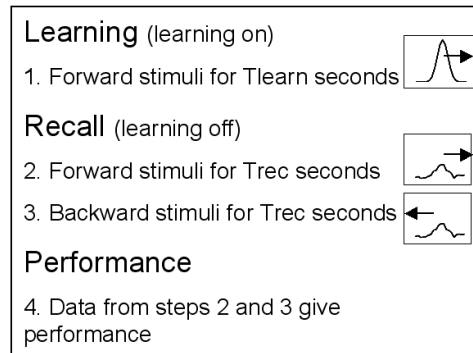 Learning (learning on)
1. Forward stimuli for Tlearn seconds
Recall (learning off)
2. Forward stimuli for Trec seconds
3. Backward stimuli for Trec seconds
Performance
4. Data from steps 2 and 3 give
performance